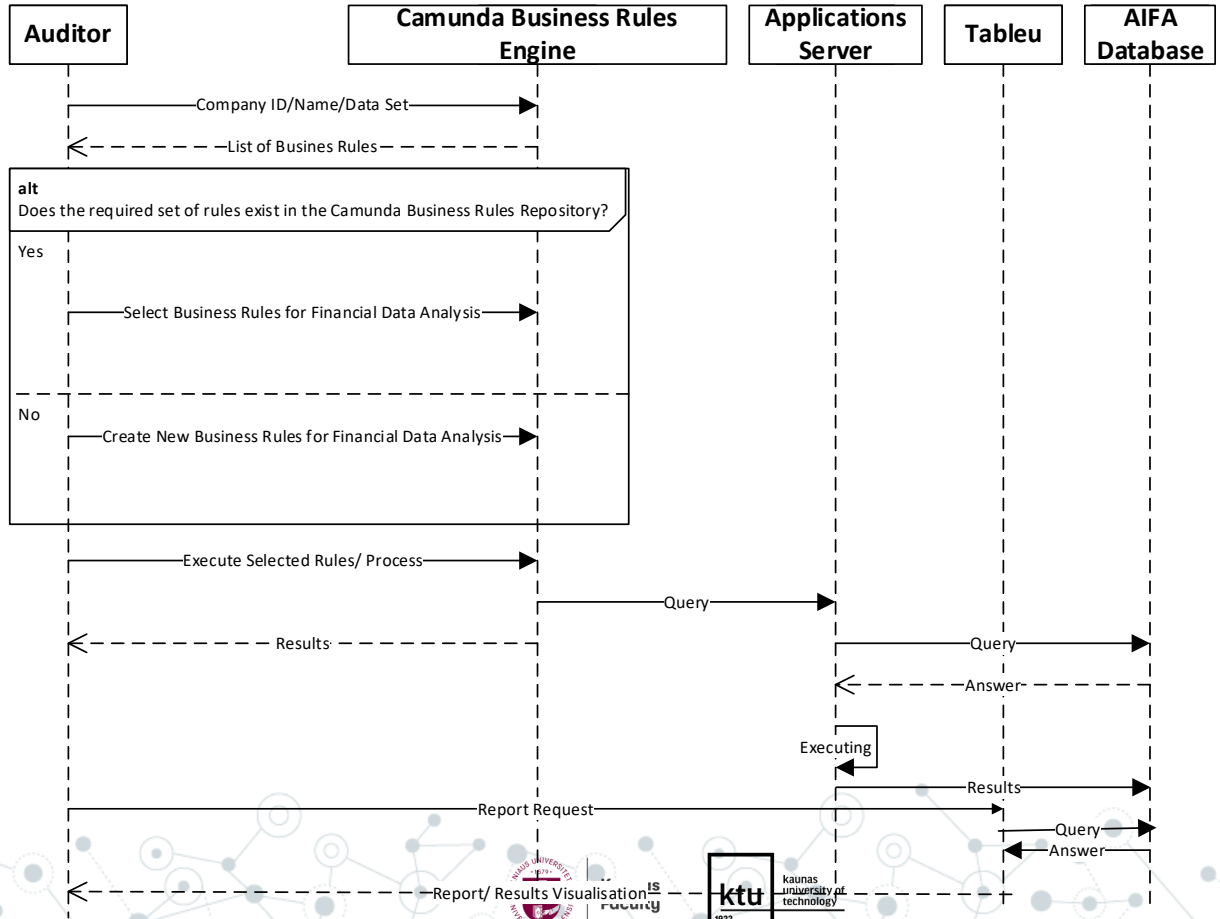 Auditor
Camunda Business Rules
Engine
Applications
Server
Tableu
AIFA
Database
Company ID/Name/Data Set
List of Busines Rules
alt
Does the required set of rules exist in the Camunda Business Rules Repository?
Yes
Select Business Rules for Financial Data Analysis
No
Create New Business Rules for Financial Data Analysis
Execute Selected Rules/ Process
Query
Results
Query
Answer
Executing
Results
Report Request
Query
Answer
Report/ Results Visualisation
Faculty
ktu
1922
kaunas
university of
technology